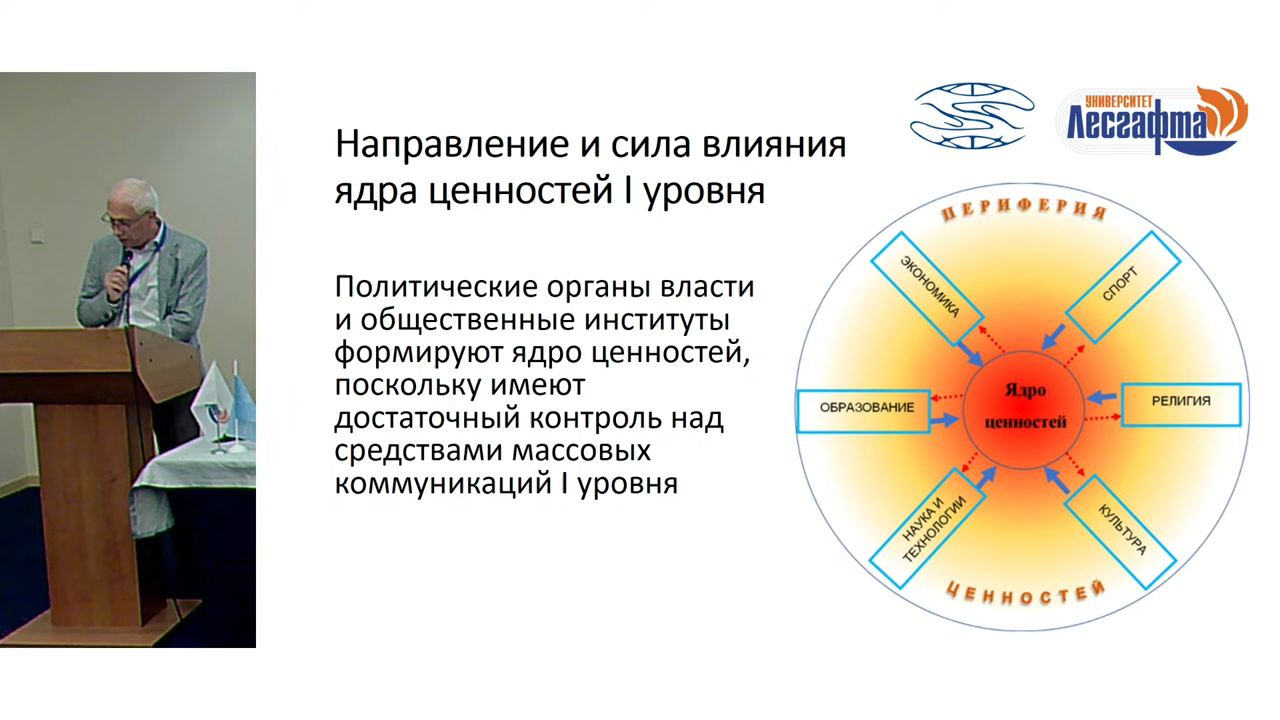 УНИВЕРСИТЕТ
Лесгафта
Направление и сила влияния
ядра ценностей I уровня
Политические органы власти
и общественные институты
формируют ядро ценностей,
поскольку имеют
достаточный контроль над
средствами массовых
коммуникаций I уровня
ПЕРИФЕРИЯ
ЭКОНОМИКА
СПОРТ
Ядро
ценностей
ОБРАЗОВАНИЕ
РЕЛИГИЯ
НАУКА И
ТЕХНОЛОГИИ
КУЛЬТУРА
ЦЕННОСТЕЙ